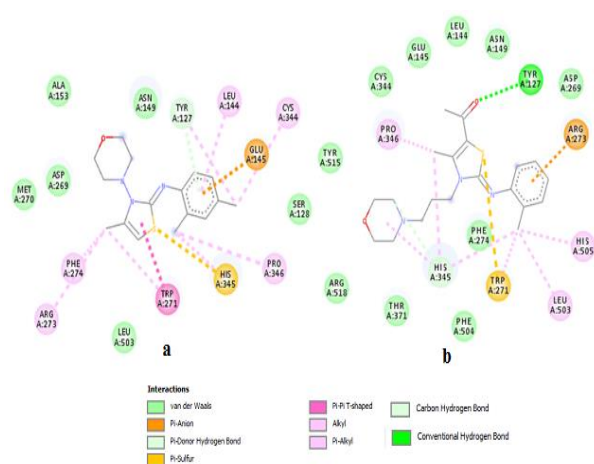 ALA
A:153
ASN
A:149
TYR
A:127
LEU
A:144
CYS
A:344
MET
A:270
ASP
A:269
GLU
A:145
SER
A:128
PHE
A:274
ARG
A:273
LEU
A:503
TRP
A:271
HIS
A:345
PRO
A:346
a
CYS
A:344
GLU
A:145
LEU
A:144
ASN
A:149
TYR
A:127
ASP
A:269
PRO
A:346
ARG
A:273
TYR
A:515
PHE
A:274
HIS
A:505
HIS
A:345
TRP
A:271
ARG
A:518
THR
A:371
LEU
A:503
PHE
A:504
b
Interactions
van der Waals
Pi-Anion
Pi-Donor Hydrogen Bond
Pi-Sulfur
Pi-Pi T-shaped
Alkyl
Pi-Alkyl
Carbon Hydrogen Bond
Conventional Hydrogen Bond